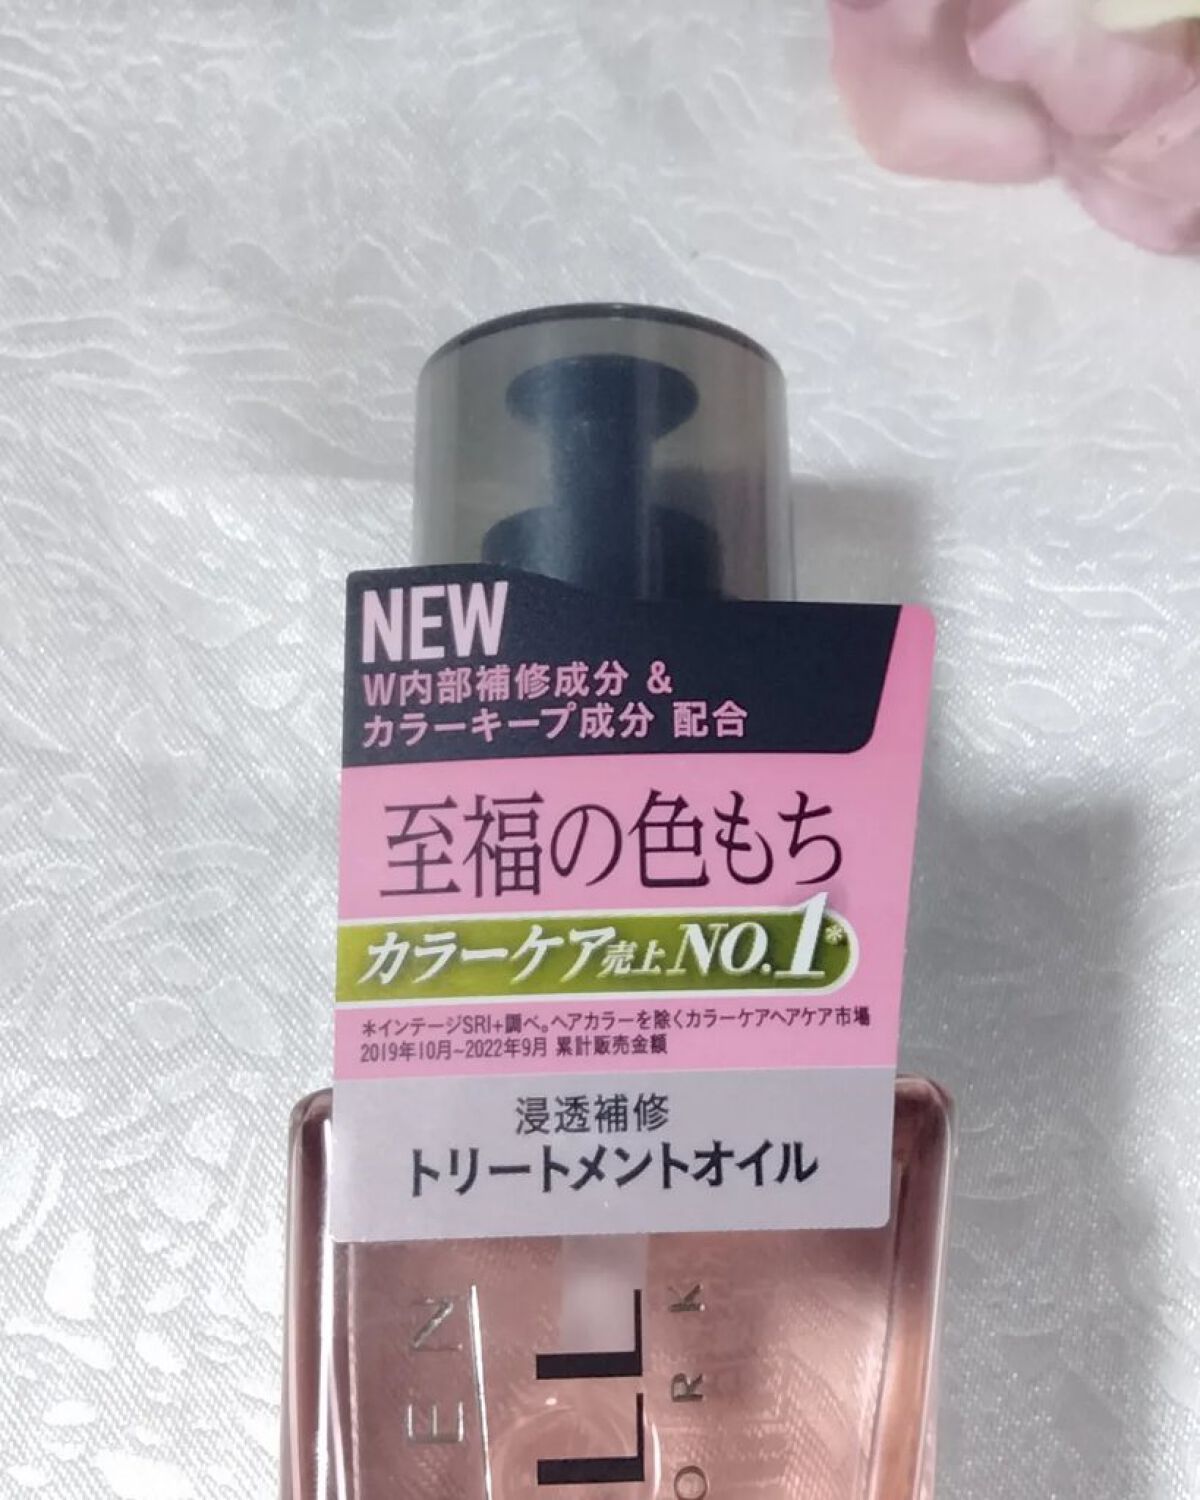 NEW
W内部補修成分 &
カラーキープ成分 配合
至福の色もち
カラーケア売上NO.1*
*インテージSRI+調べ。ヘアカラーを除くカラーケアヘアケア市場
2019年10月~2022年9月 累計販売金額
浸透補修
トリートメントオイル
EN
LL
ORK